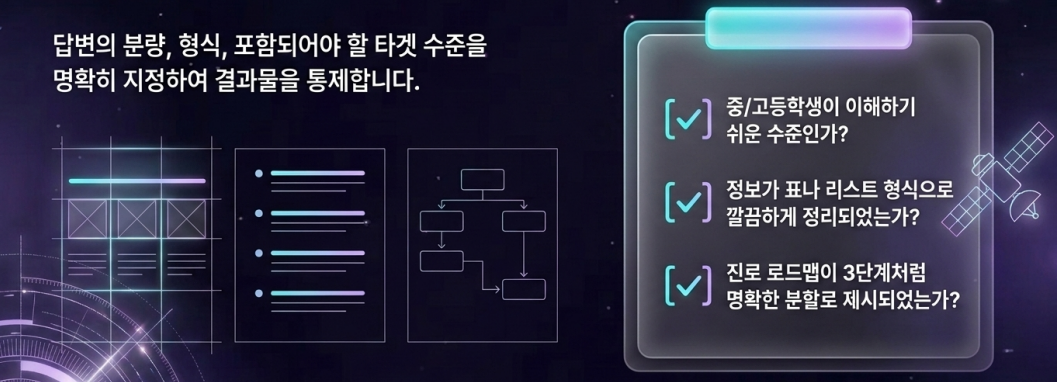 답변의 분량, 형식, 포함되어야 할 타겟 수준을
명확히 지정하여 결과물을 통제합니다.
중/고등학생이 이해하기
쉬운 수준인가?
정보가 표나 리스트 형식으로
깔끔하게 정리되었는가?
진로 로드맵이 3단계처럼
명확한 분할로 제시되었는가?